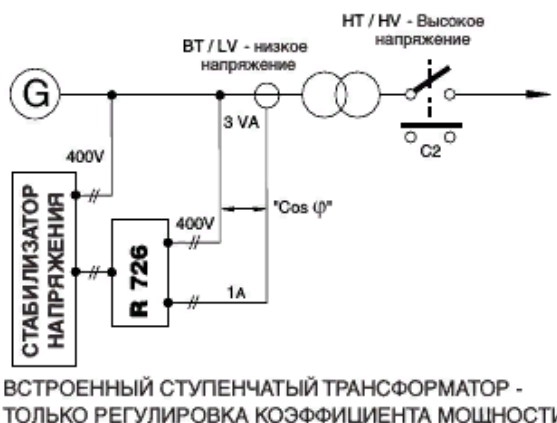 HT / HV - Высокое
напряжение
BT / LV - низкое
напряжение
G
3 VA
C2
400V
400V
"Cos φ"
СТАБИЛИЗАТОР
НАПРЯЖЕНИЯ
R 726
1A
ВСТРОЕННЫЙ СТУПЕНЧАТЫЙ ТРАНСФОРМАТОР -
ТОЛЬКО РЕГУЛИРОВКА КОЭФФИЦИЕНТА МОЩНОСТИ